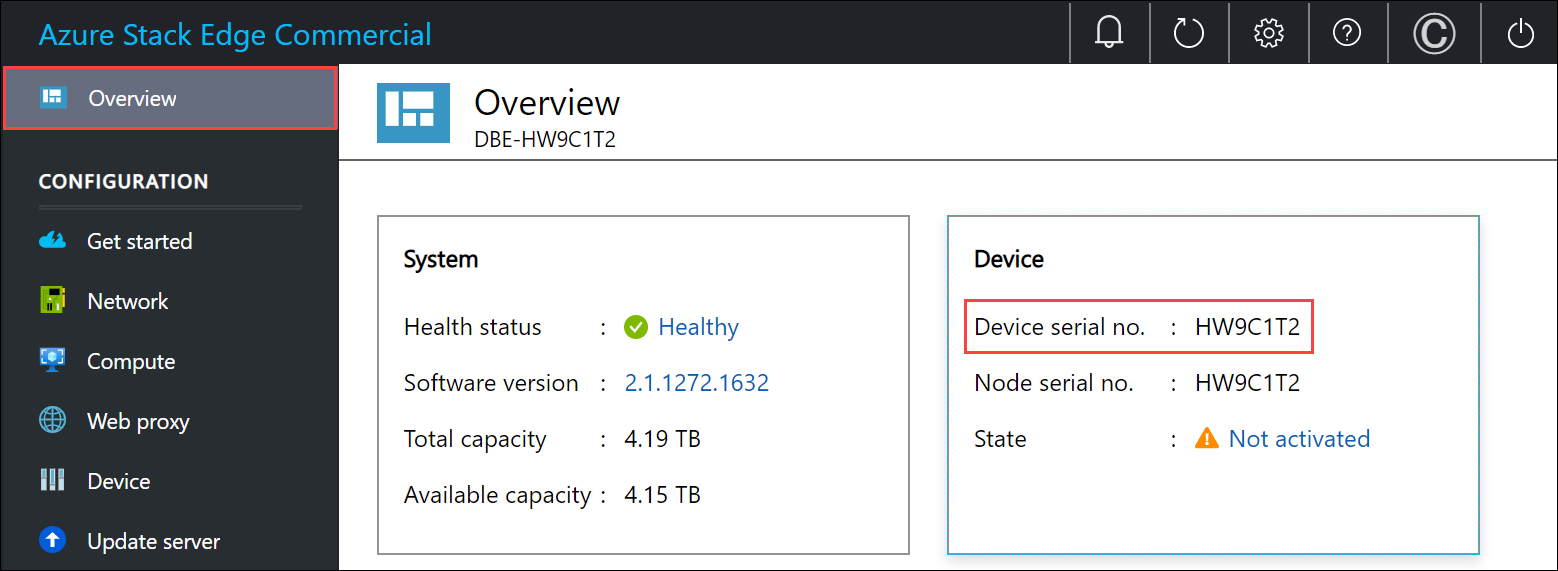 Azure Stack Edge Commercial
?
©
Overview
CONFIGURATION
Get started
Network
Compute
Web proxy
Device
Update server
Overview
DBE-HW9C1T2
System
Health status : Healthy
Software version : 2.1.1272.1632
Total capacity : 4.19 TB
Available capacity : 4.15 TB
Device
Device serial no. : HW9C1T2
Node serial no. : HW9C1T2
State : Not activated